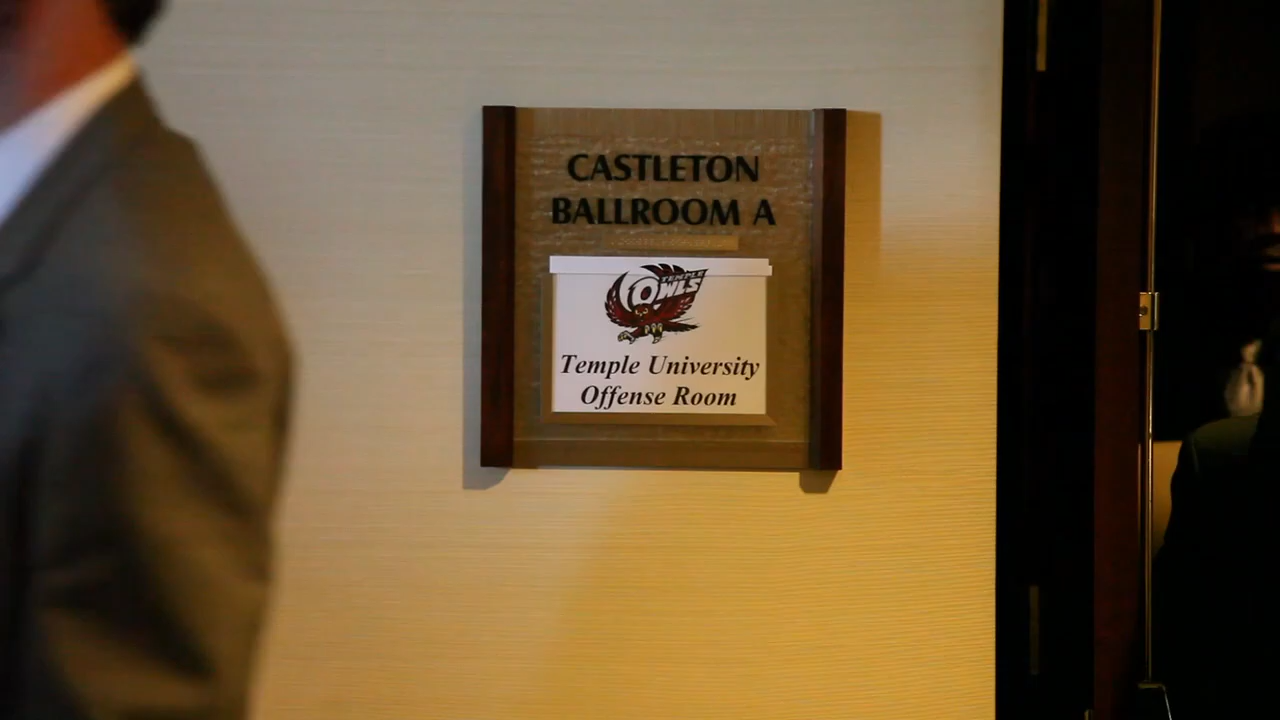 CASTLETON
BALLROOM A
TEMPLE
OWLS
Temple University
Offense Room